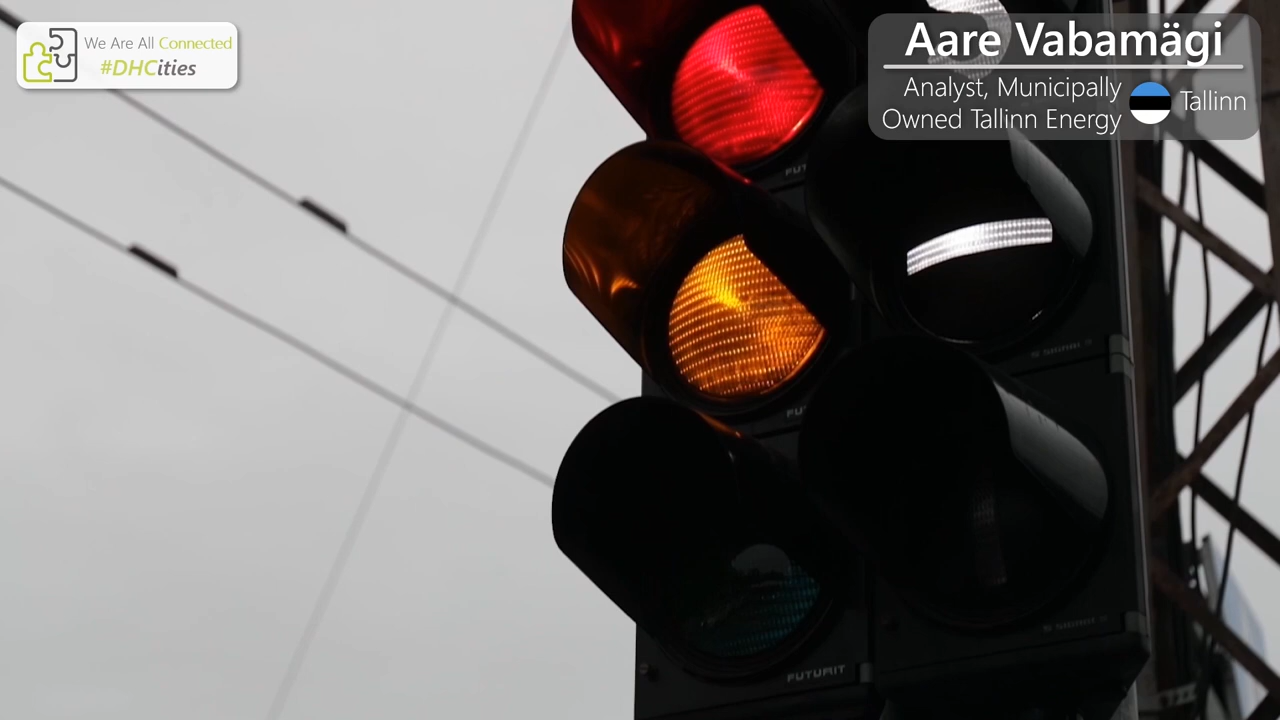 We Are All Connected
#DHCities
Aare Vabamägi
Analyst, Municipally
Owned Tallinn Energy
Tallinn
FUTURIT